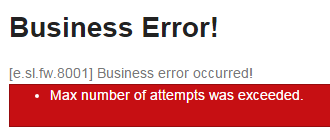 Business Error!
[e.sl.fw.8001] Business error occurred!
• Max number of attempts was exceeded.